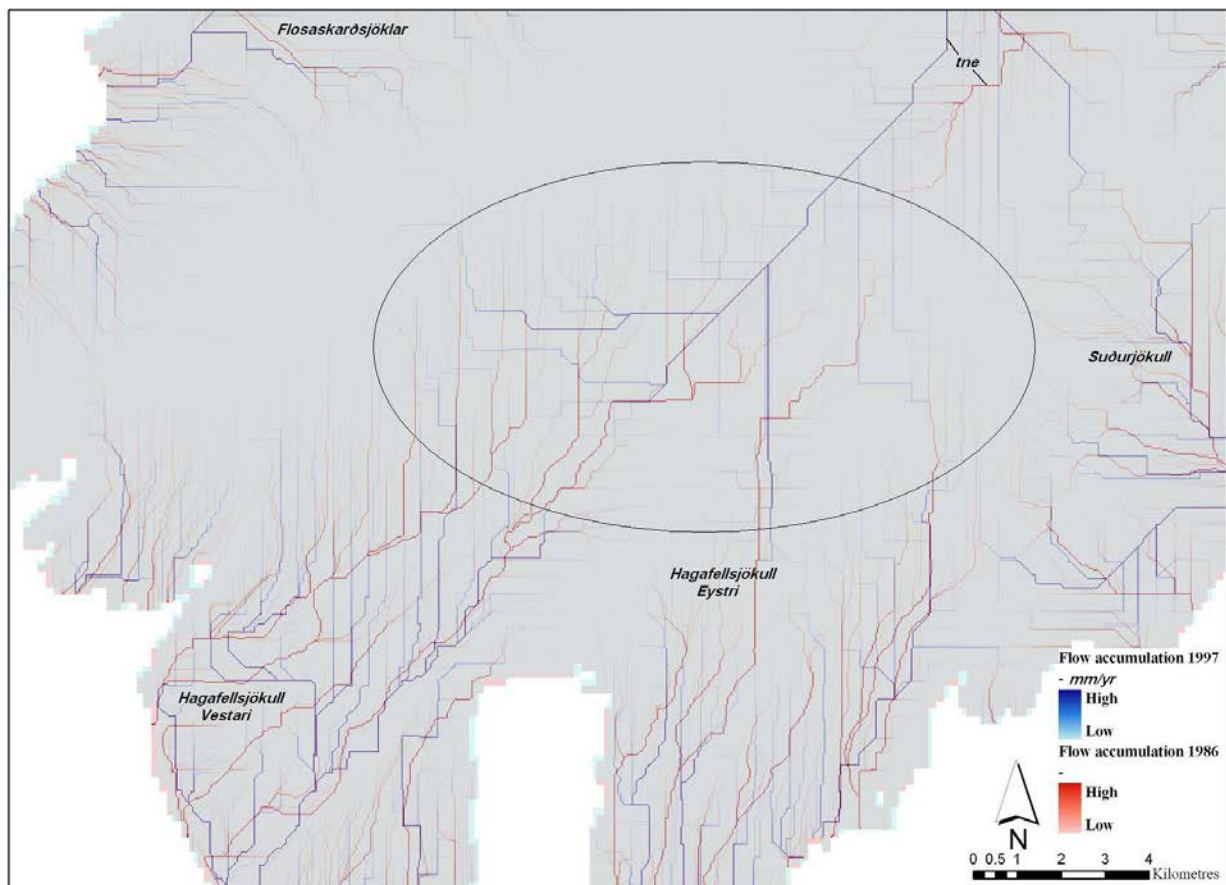 Flosaskarðsjöklar
tne
Suðurjökull
Hagafellsjökull
Eystri
Hagafellsjökull
Vestari
Flow accumulation 1997
- mm/yr
High
Low
Flow accumulation 1986
-
High
Low
N
0 0.5 1 2 3 4
Kilometres